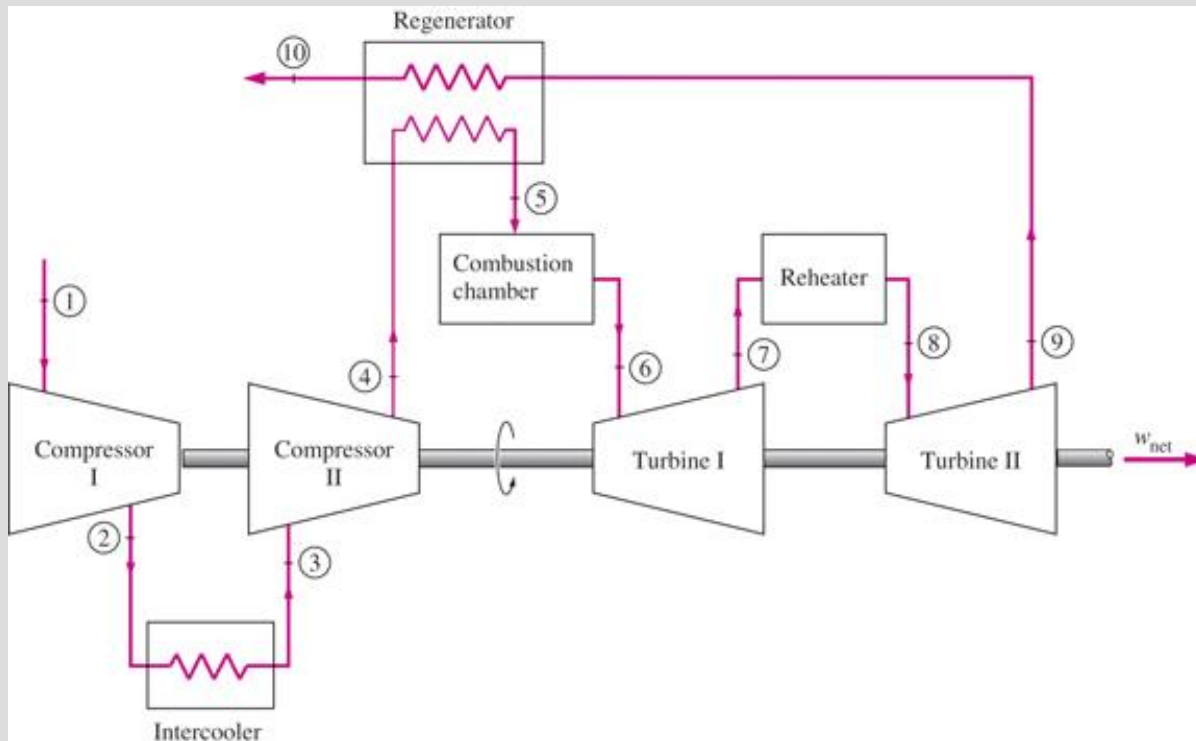 Regenerator
10
5
Combustion
chamber
Reheater
1
4
6
7
8
9
Compressor
I
Compressor
II
Turbine I
Turbine II
wnet
2
3
Intercooler